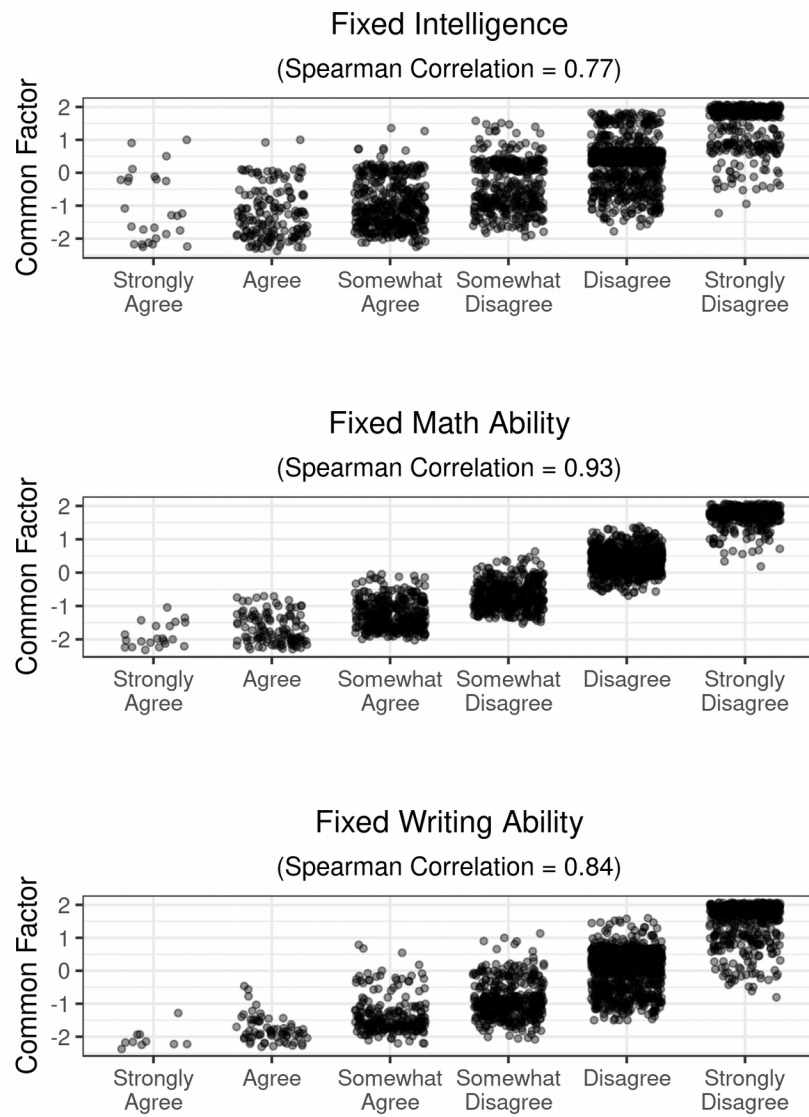 Fixed Intelligence
(Spearman Correlation = 0.77)
Common Factor
2
1
0
-1
-2
Strongly Agree Somewhat Somewhat Disagree Strongly
Agree Agree Disagree Disagree
Fixed Math Ability
(Spearman Correlation = 0.93)
Common Factor
2
1
0
-1
-2
Strongly Agree Somewhat Somewhat Disagree Strongly
Agree Agree Disagree Disagree
Fixed Writing Ability
(Spearman Correlation = 0.84)
Common Factor
2
1
0
-1
-2
Strongly Agree Somewhat Somewhat Disagree Strongly
Agree Agree Disagree Disagree